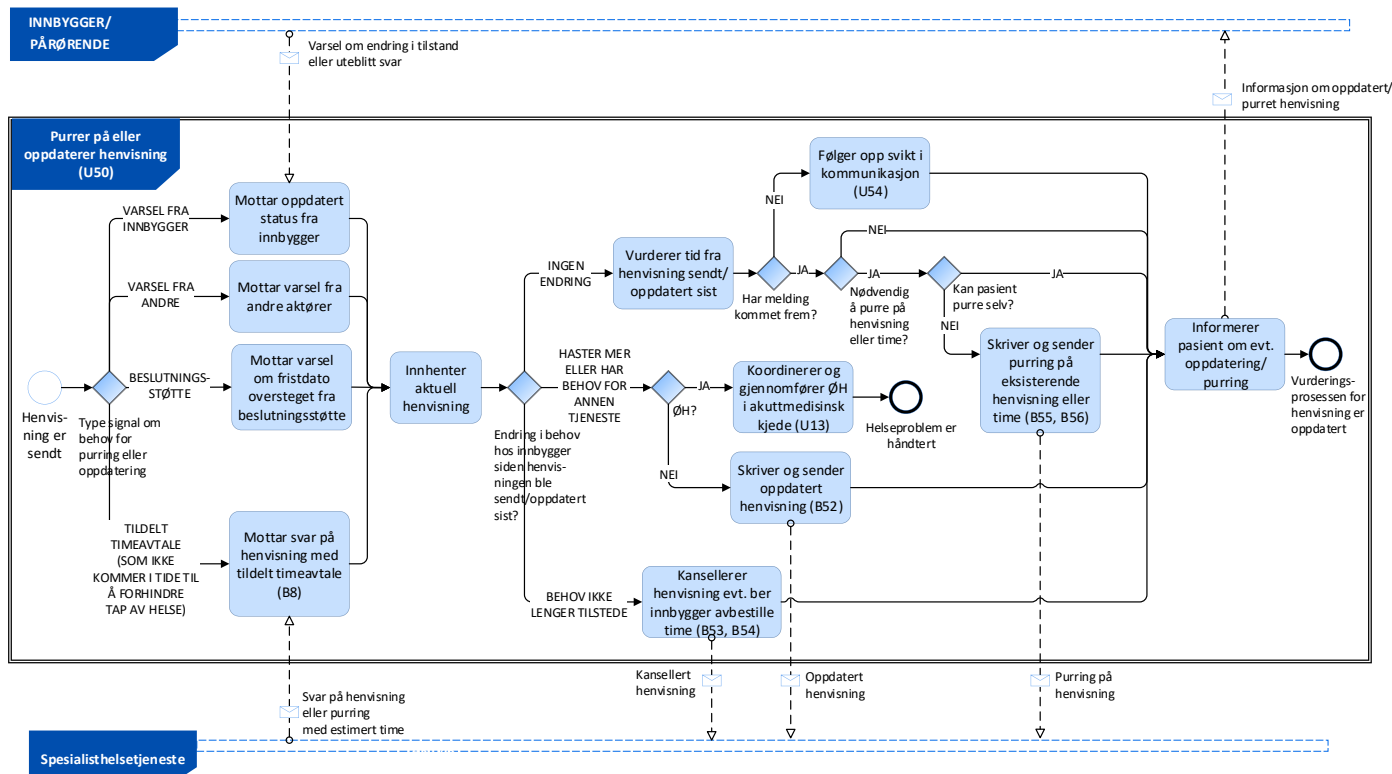 INNBYGGER/
PÅRØRENDE
Varsel om endring i tilstand
eller uteblitt svar
Informasjon om oppdatert/
purret henvisning
Purrer på eller
oppdaterer henvisning
(U50)
Henvis-
ning er
sendt
Type signal om
behov for
purring eller
oppdatering
VARSEL FRA
INNBYGGER
Mottar oppdatert
status fra
innbygger
VARSEL FRA
ANDRE
Mottar varsel fra
andre aktører
BESLUTNINGS-
STØTTE
Mottar varsel
om fristdato
oversteget fra
beslutningsstøtte
TILDELT
TIMEAVTALE
(SOM IKKE
KOMMER I TIDE TIL
Å FORHINDRE
TAP AV HELSE)
Mottar svar på
henvisning med
tildelt timeavtale
(B8)
Innhenter
aktuell
henvisning
Endring i behov
hos innbygger
siden henvis-
ningen ble
sendt/oppdatert
sist?
INGEN
ENDRING
Vurderer tid fra
henvisning sendt/
oppdatert sist
Har melding
kommet frem?
NEI
Følger opp svikt i
kommunikasjon
(U54)
JA
Nødvendig
å purre på
henvisning
eller time?
NEI
JA
Kan pasient
purre selv?
JA
NEI
Skriver og sender
purring på
eksisterende
henvisning eller
time (B55, B56)
HASTER MER
ELLER HAR
BEHOV FOR
ANNEN
TJENESTE
ØH?
JA
Koordinerer og
gjennomfører ØH
i akuttmedisinsk
kjede (U13)
Helseproblem er
håndtert
NEI
Skriver og sender
oppdatert
henvisning (B52)
BEHOV IKKE
LENGER TILSTEDE
Kansellerer
henvisning evt. ber
innbygger avbestille
time (B53, B54)
Informerer
pasient om evt.
oppdatering/
purring
Vurderings-
prosessen for
henvisning er
oppdatert
Svar på henvisning
eller purring
med estimert time
Kansellert
henvisning
Oppdatert
henvisning
Purring på
henvisning
Spesialisthelsetjeneste